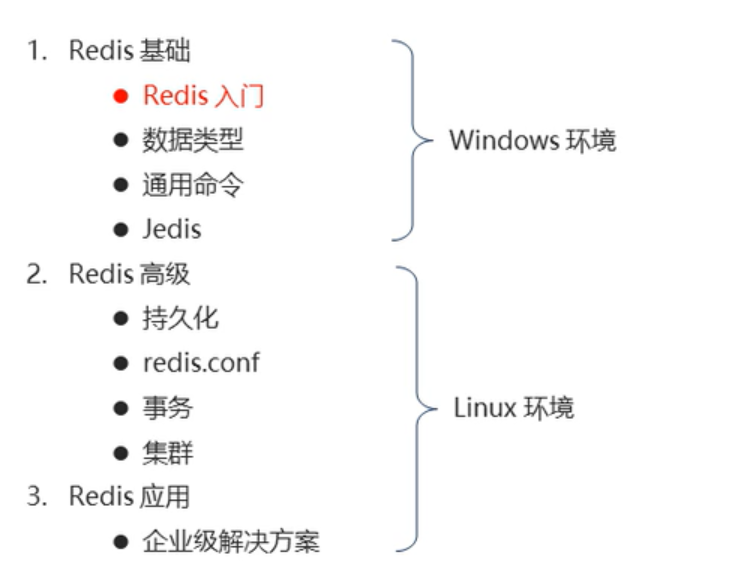 1. Redis 基础
● Redis 入门
● 数据类型
● 通用命令
● Jedis
Windows 环境
2. Redis 高级
● 持久化
● redis.conf
● 事务
● 集群
3. Redis 应用
● 企业级解决方案
Linux 环境